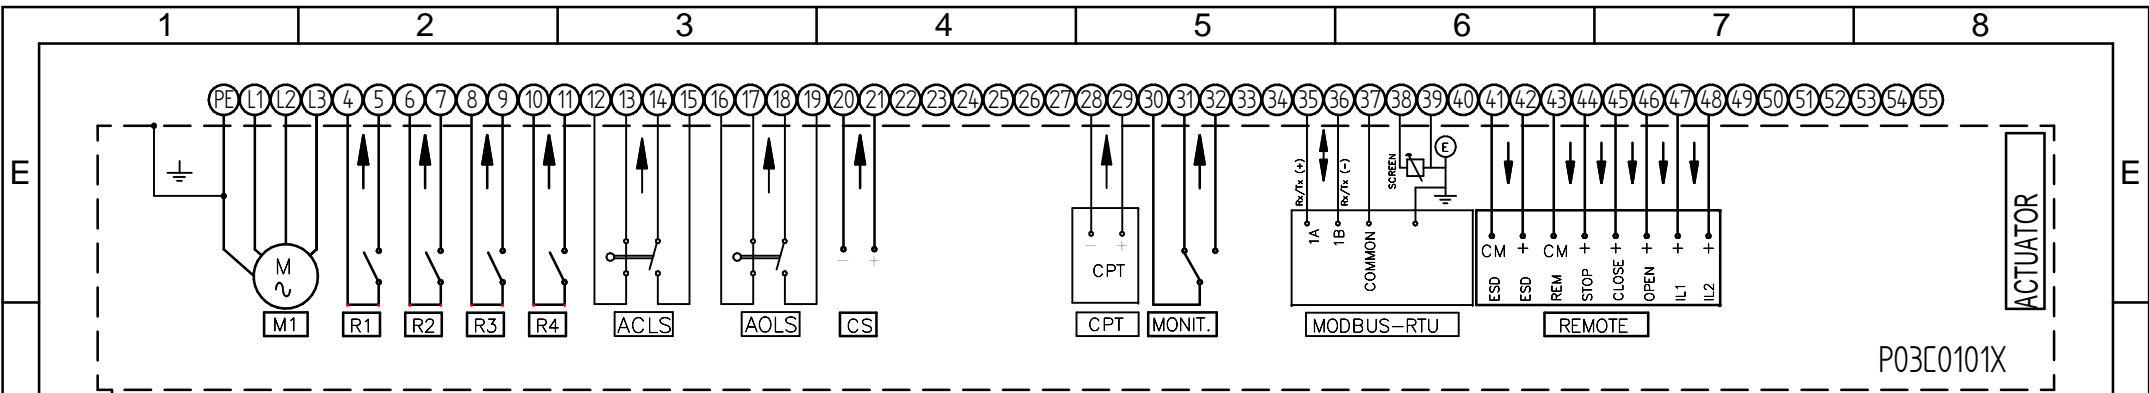 1 2 3 4 5 6 7 8
PE L1 L2 L3 4 5 6 7 8 9 10 11 12 13 14 15 16 17 18 19 20 21 22 23 24 25 26 27 28 29 30 31 32 33 34 35 36 37 38 39 40 41 42 43 44 45 46 47 48 49 50 51 52 53 54 55
E E
E
SCREEN
Rx/Tx (+)
Rx/Tx (-)
ACTUATOR
1A
1B
COMMON
CM + CM + + + + +
ESD ESD REM STOP CLOSE OPEN IL1 IL2
- +
CPT
- +
M
M1 R1 R2 R3 R4 ACLS AOLS CS CPT MONIT. MODBUS-RTU REMOTE
P03C0101X